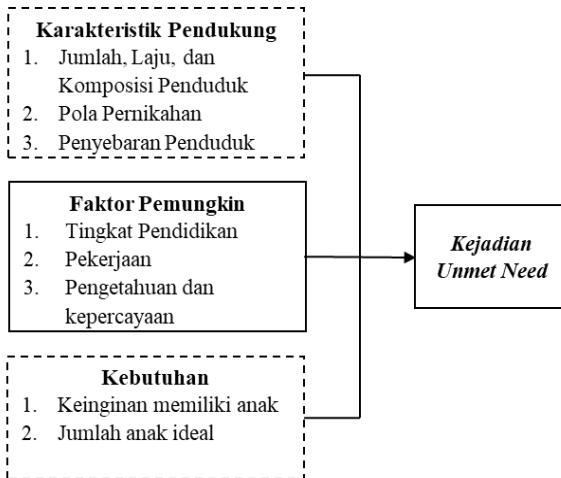 Karakteristik Pendukung
1. Jumlah, Laju, dan
Komposisi Penduduk
2. Pola Pernikahan
3. Penyebaran Penduduk
Faktor Pemungkin
1. Tingkat Pendidikan
2. Pekerjaan
3. Pengetahuan dan
kepercayaan
Kejadian
Unmet Need
Kebutuhan
1. Keinginan memiliki anak
2. Jumlah anak ideal